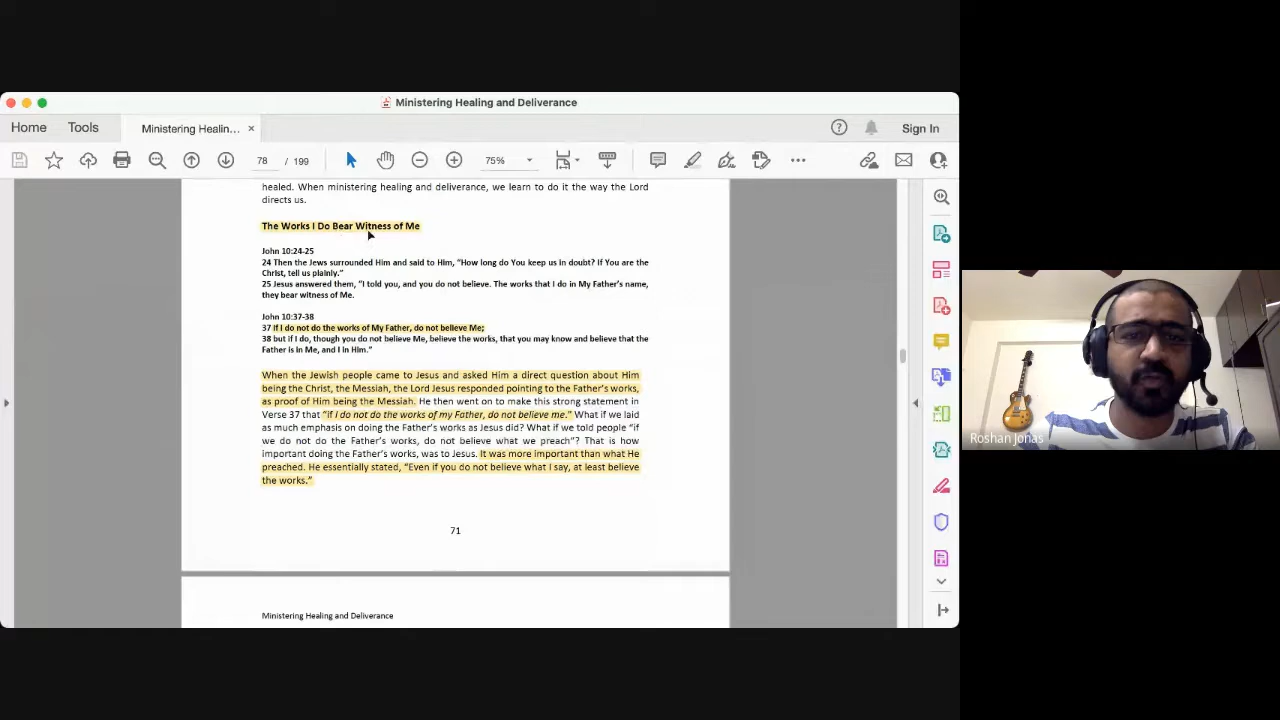 Ministering Healing and Deliverance
Home
Tools
Ministering Healin...
Sign In
78 / 199
75%
healed. When ministering healing and deliverance, we learn to do it the way the Lord
directs us.
The Works I Do Bear Witness of Me
John 10:24-25
24 Then the Jews surrounded Him and said to Him, “How long do You keep us in doubt? If You are the
Christ, tell us plainly.”
25 Jesus answered them, “I told you, and you do not believe. The works that I do in My Father’s name,
they bear witness of Me.
John 10:37-38
37 If I do not do the works of My Father, do not believe Me;
38 but if I do, though you do not believe Me, believe the works, that you may know and believe that the
Father is in Me, and I in Him.”
When the Jewish people came to Jesus and asked Him a direct question about Him
being the Christ, the Messiah, the Lord Jesus responded pointing to the Father’s works,
as proof of Him being the Messiah. He then went on to make this strong statement in
Verse 37 that “if I do not do the works of my Father, do not believe me.” What if we laid
as much emphasis on doing the Father’s works as Jesus did? What if we told people “if
we do not do the Father’s works, do not believe what we preach”? That is how
important doing the Father’s works, was to Jesus. It was more important than what He
preached. He essentially stated, “Even if you do not believe what I say, at least believe
the works.”
71
Ministering Healing and Deliverance
Roshan Jonas